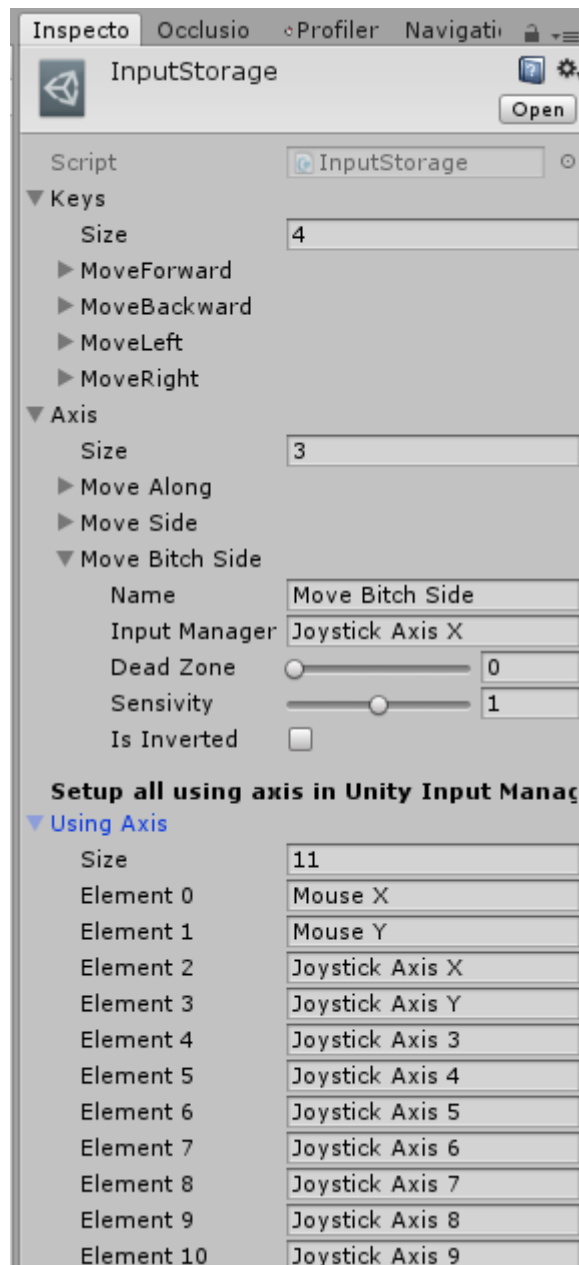 Inspecto Occlusio Profiler Navigati
InputStorage
Open
Script InputStorage
Keys
Size 4
MoveForward
MoveBackward
MoveLeft
MoveRight
Axis
Size 3
Move Along
Move Side
Move Bitch Side
Name Move Bitch Side
Input Manager Joystick Axis X
Dead Zone 0
Sensivity 1
Is Inverted
Setup all using axis in Unity Input Manag
Using Axis
Size 11
Element 0 Mouse X
Element 1 Mouse Y
Element 2 Joystick Axis X
Element 3 Joystick Axis Y
Element 4 Joystick Axis 3
Element 5 Joystick Axis 4
Element 6 Joystick Axis 5
Element 7 Joystick Axis 6
Element 8 Joystick Axis 7
Element 9 Joystick Axis 8
Element 10 Joystick Axis 9